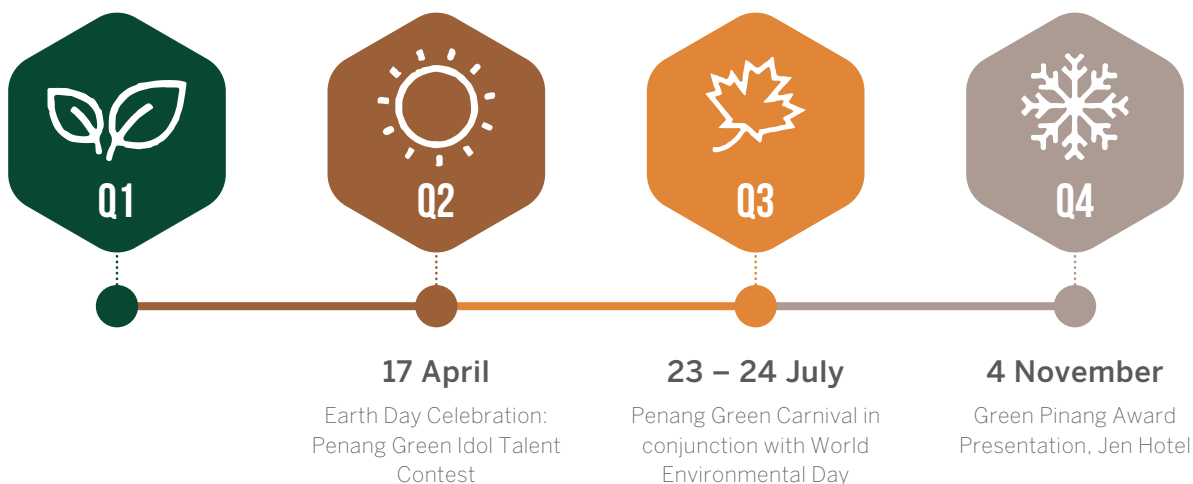 Q1
Q2
Q3
Q4
17 April
Earth Day Celebration:
Penang Green Idol Talent
Contest
23 – 24 July
Penang Green Carnival in
conjunction with World
Environmental Day
4 November
Green Pinang Award
Presentation, Jen Hotel